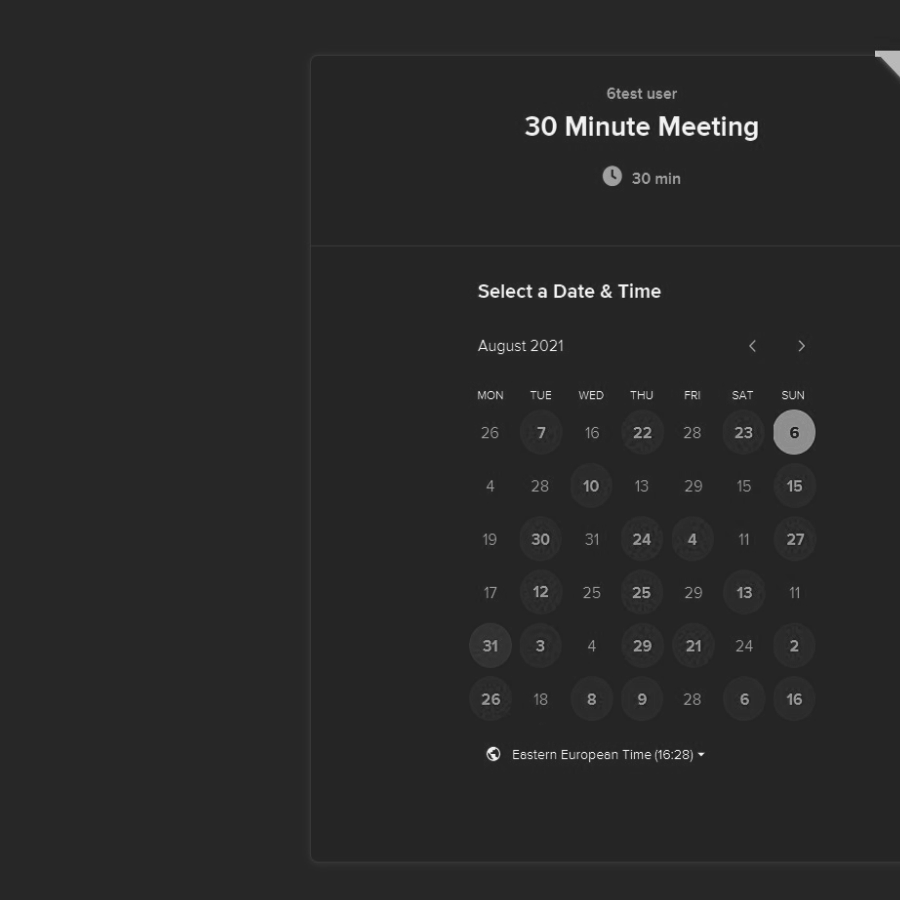 6test user
30 Minute Meeting
30 min
Select a Date & Time
August 2021
MON TUE WED THU FRI SAT SUN
26 7 16 22 28 23 6
4 28 10 13 29 15 15
19 30 31 24 4 11 27
17 12 25 25 29 13 11
31 3 4 29 21 24 2
26 18 8 9 28 6 16
Eastern European Time (16:28)